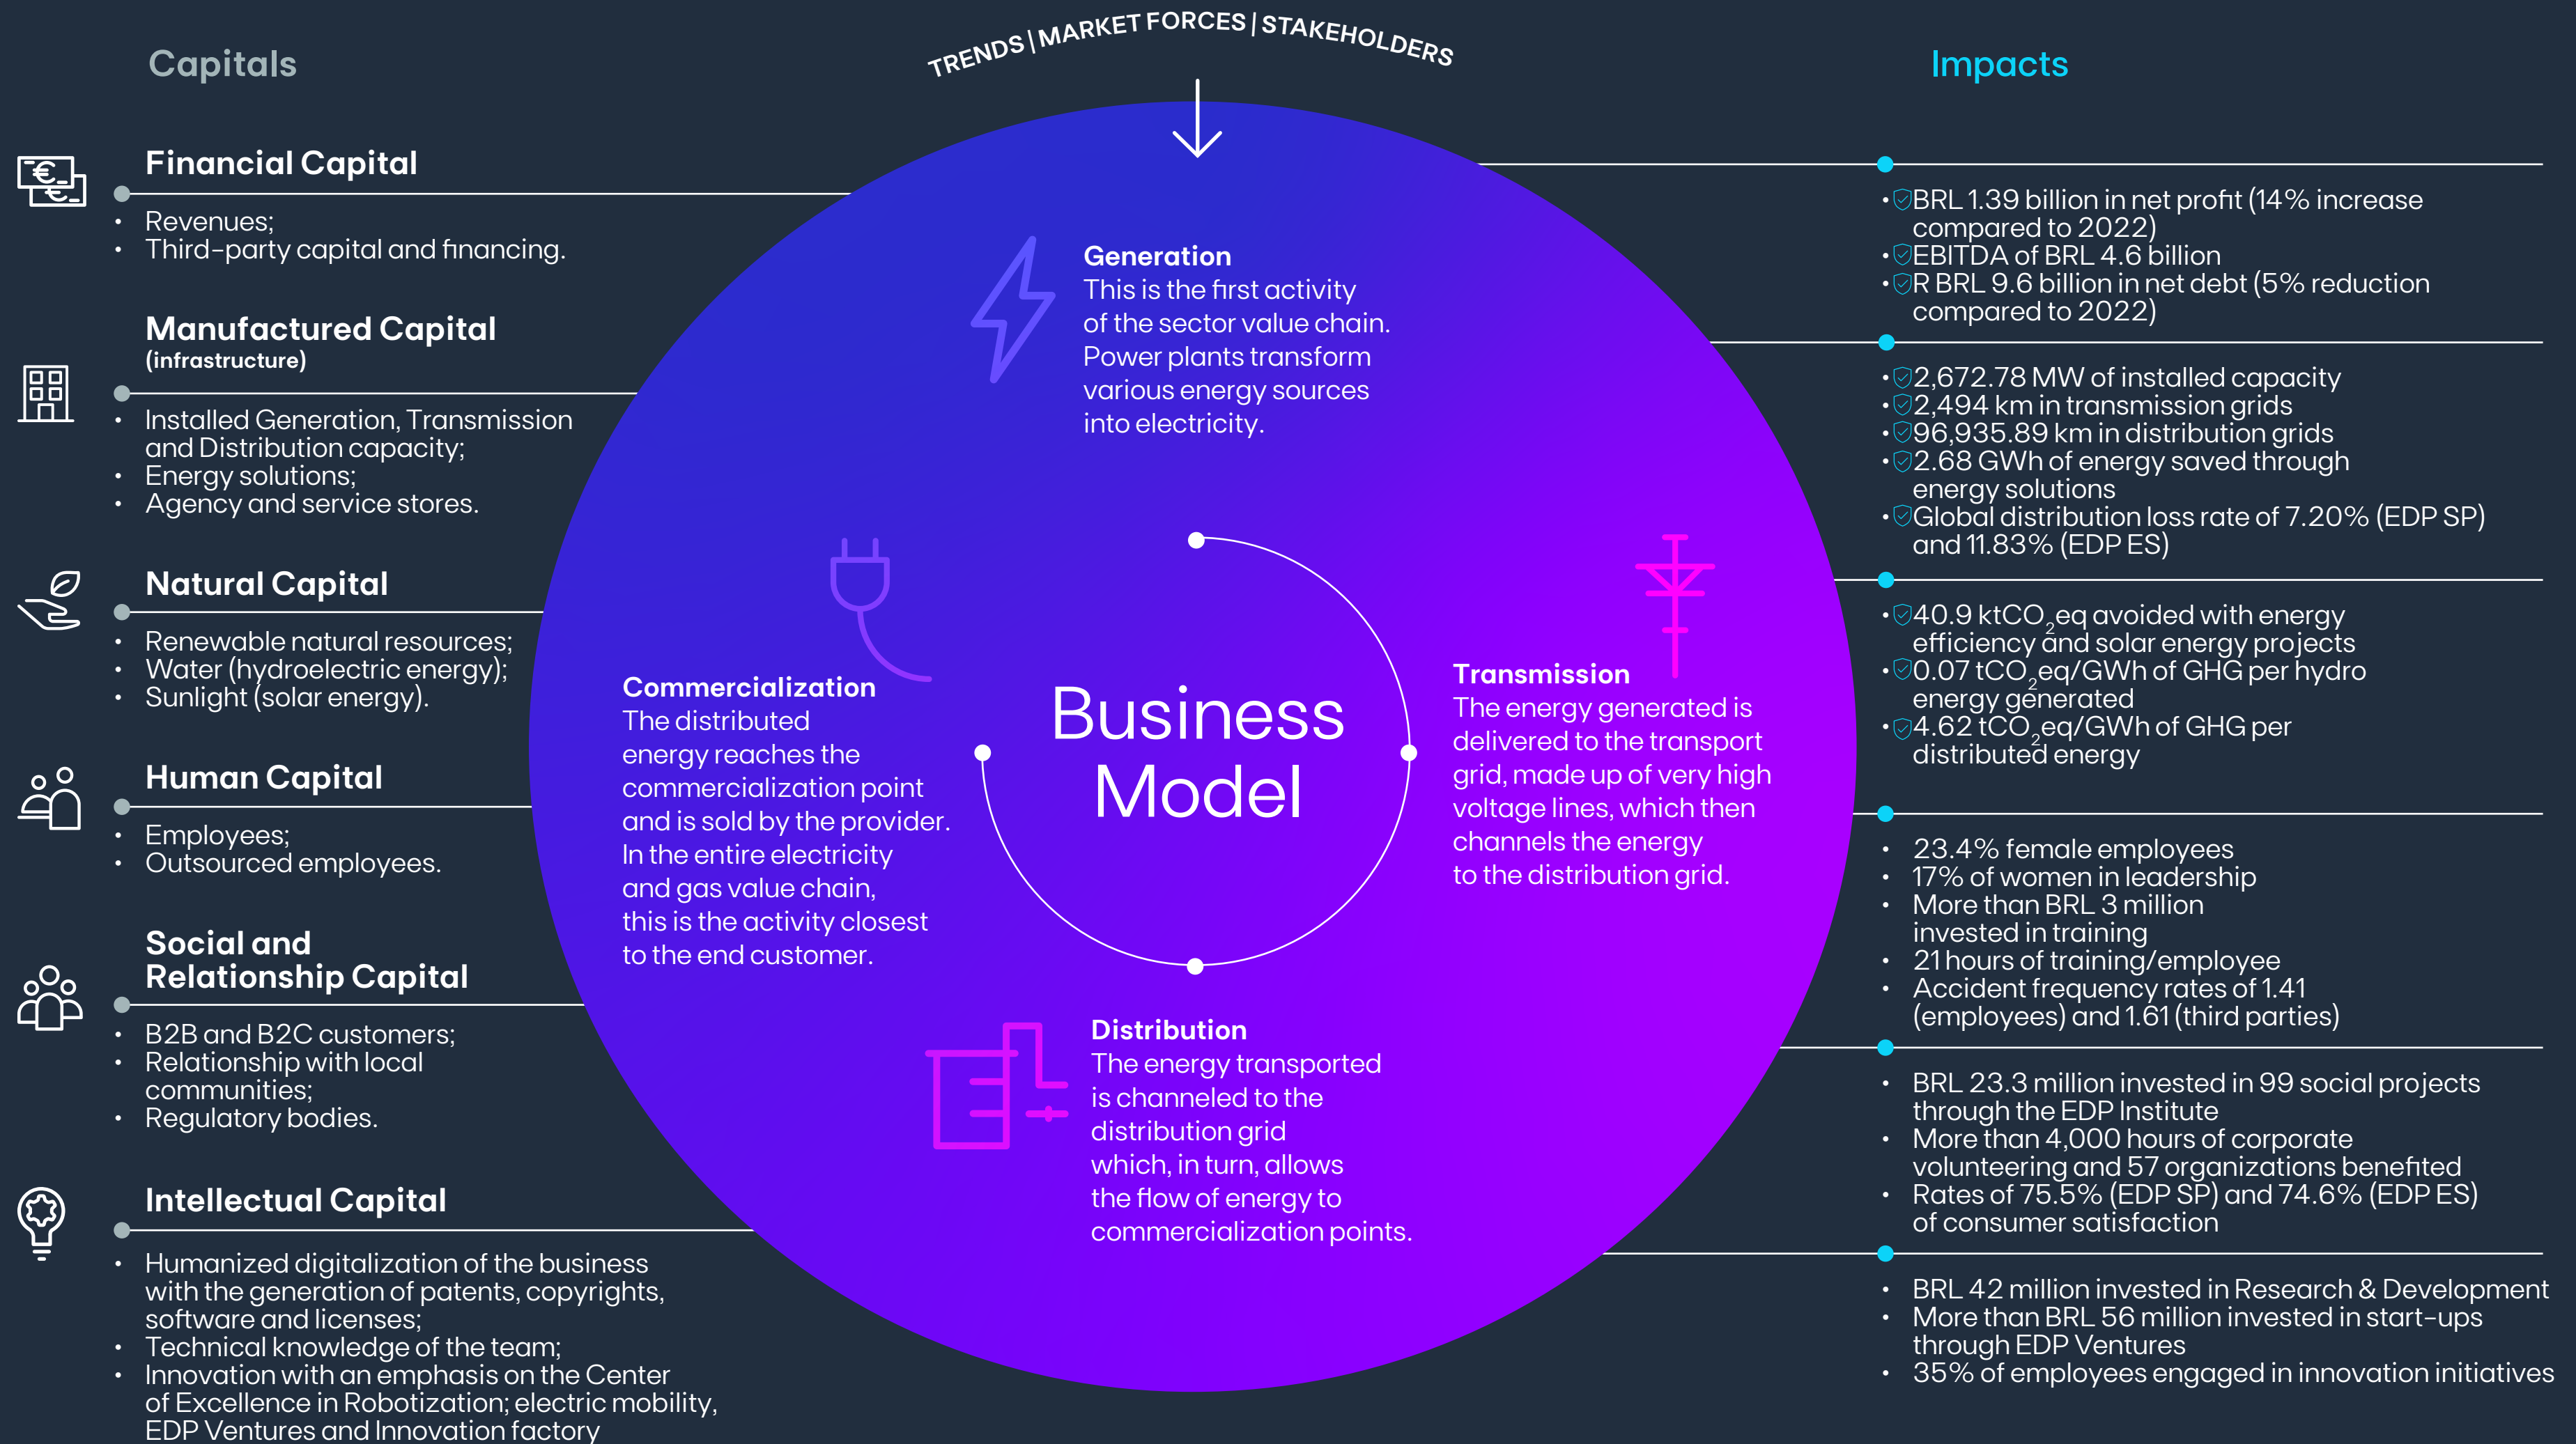 TRENDS | MARKET FORCES | STAKEHOLDERS
Capitals
Financial Capital
• Revenues;
• Third-party capital and financing.
Manufactured Capital
(infrastructure)
• Installed Generation, Transmission
and Distribution capacity;
• Energy solutions;
• Agency and service stores.
Natural Capital
• Renewable natural resources;
• Water (hydroelectric energy);
• Sunlight (solar energy).
Human Capital
• Employees;
• Outsourced employees.
Social and
Relationship Capital
• B2B and B2C customers;
• Relationship with local
communities;
• Regulatory bodies.
Intellectual Capital
• Humanized digitalization of the business
with the generation of patents, copyrights,
software and licenses;
• Technical knowledge of the team;
• Innovation with an emphasis on the Center
of Excellence in Robotization; electric mobility,
EDP Ventures and Innovation factory
Generation
This is the first activity
of the sector value chain.
Power plants transform
various energy sources
into electricity.
Commercialization
The distributed
energy reaches the
commercialization point
and is sold by the provider.
In the entire electricity
and gas value chain,
this is the activity closest
to the end customer.
Business
Model
Transmission
The energy generated is
delivered to the transport
grid, made up of very high
voltage lines, which then
channels the energy
to the distribution grid.
Distribution
The energy transported
is channeled to the
distribution grid
which, in turn, allows
the flow of energy to
commercialization points.
Impacts
• BRL 1.39 billion in net profit (14% increase
compared to 2022)
• EBITDA of BRL 4.6 billion
• R BRL 9.6 billion in net debt (5% reduction
compared to 2022)
• 2,672.78 MW of installed capacity
• 2,494 km in transmission grids
• 96,935.89 km in distribution grids
• 2.68 GWh of energy saved through
energy solutions
• Global distribution loss rate of 7.20% (EDP SP)
and 11.83% (EDP ES)
• 40.9 ktCO₂eq avoided with energy
efficiency and solar energy projects
• 0.07 tCO₂eq/GWh of GHG per hydro
energy generated
• 4.62 tCO₂eq/GWh of GHG per
distributed energy
• 23.4% female employees
• 17% of women in leadership
• More than BRL 3 million
invested in training
• 21 hours of training/employee
• Accident frequency rates of 1.41
(employees) and 1.61 (third parties)
• BRL 23.3 million invested in 99 social projects
through the EDP Institute
• More than 4,000 hours of corporate
volunteering and 57 organizations benefited
• Rates of 75.5% (EDP SP) and 74.6% (EDP ES)
of consumer satisfaction
• BRL 42 million invested in Research & Development
• More than BRL 56 million invested in start-ups
through EDP Ventures
• 35% of employees engaged in innovation initiatives